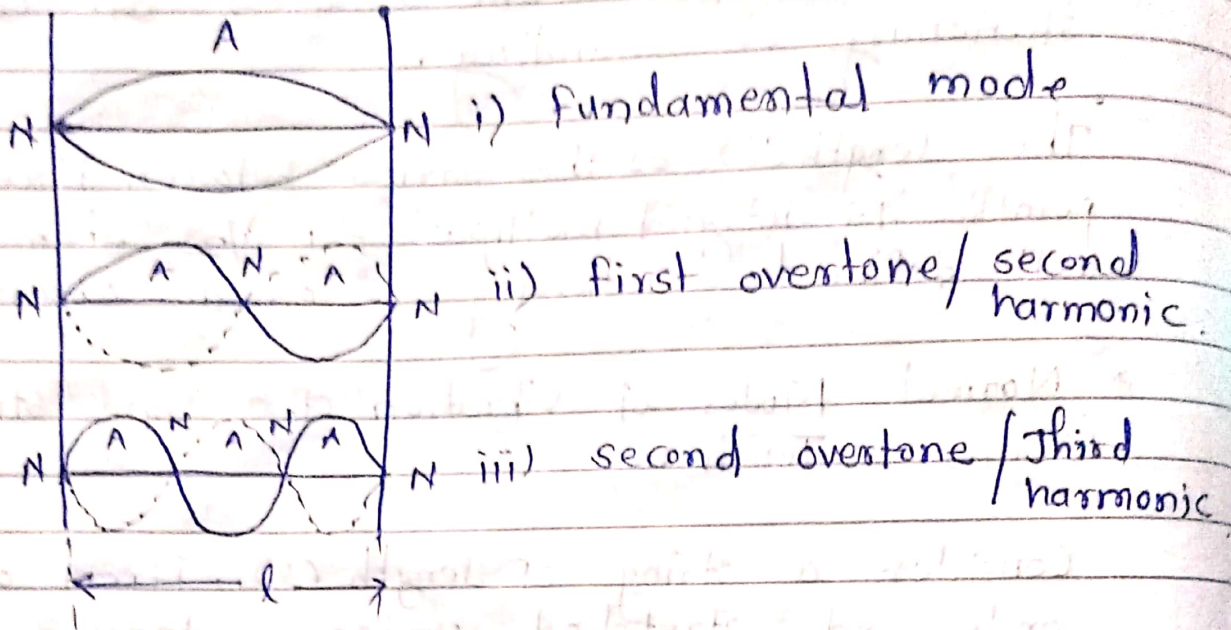 A
N N i) fundamental mode.
N A N A N ii) first overtone/ second
harmonic.
N A N A N A N iii) second overtone / Third
harmonic
l